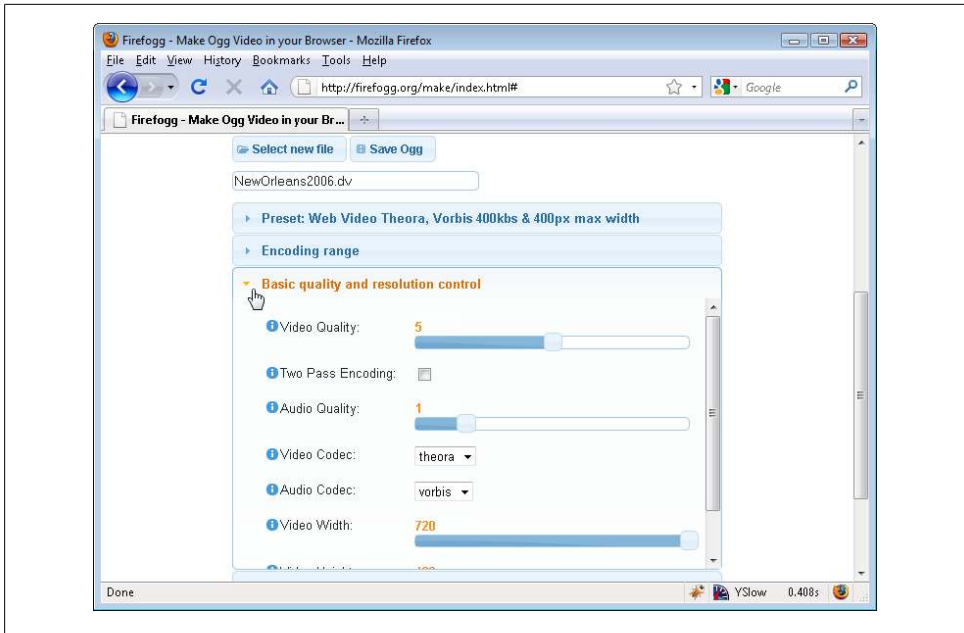 Firefogg - Make Ogg Video in your Browser - Mozilla Firefox
File Edit View History Bookmarks Tools Help
http://firefogg.org/make/index.html#
Google
Firefogg - Make Ogg Video in your Br...
Select new file
Save Ogg
NewOrleans2006.dv
Preset: Web Video Theora, Vorbis 400kbs & 400px max width
Encoding range
Basic quality and resolution control
Video Quality: 5
Two Pass Encoding:
Audio Quality: 1
Video Codec: theora
Audio Codec: vorbis
Video Width: 720
Done
YSlow 0.408s